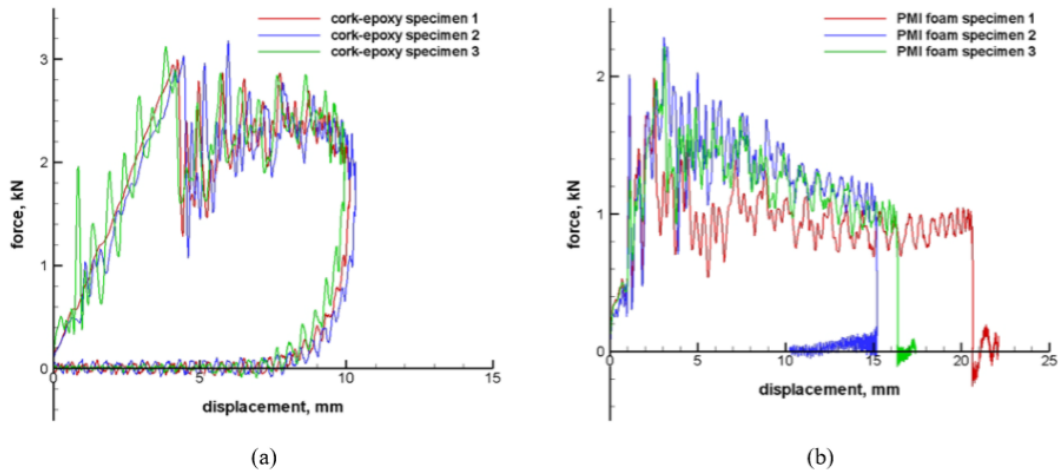 cork-epoxy specimen 1
cork-epoxy specimen 2
cork-epoxy specimen 3
3
2
1
0
0
5
10
15
force, kN
displacement, mm
(a)
PMI foam specimen 1
PMI foam specimen 2
PMI foam specimen 3
2
1
0
0
5
10
15
20
25
force, kN
displacement, mm
(b)